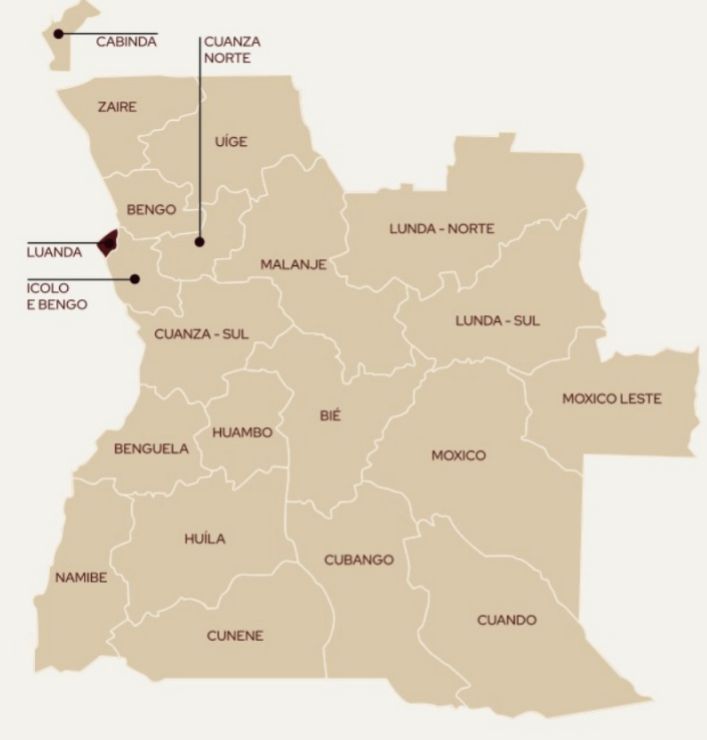 CABINDA
CUANZA
NORTE
ZAIRE
UÍGE
BENGO
LUNDA - NORTE
LUANDA
MALANJE
ICOLO
E BENGO
LUNDA - SUL
CUANZA - SUL
MOXICO LESTE
BIÉ
HUAMBO
BENGUELA
MOXICO
HUÍLA
CUBANGO
NAMIBE
CUANDO
CUNENE